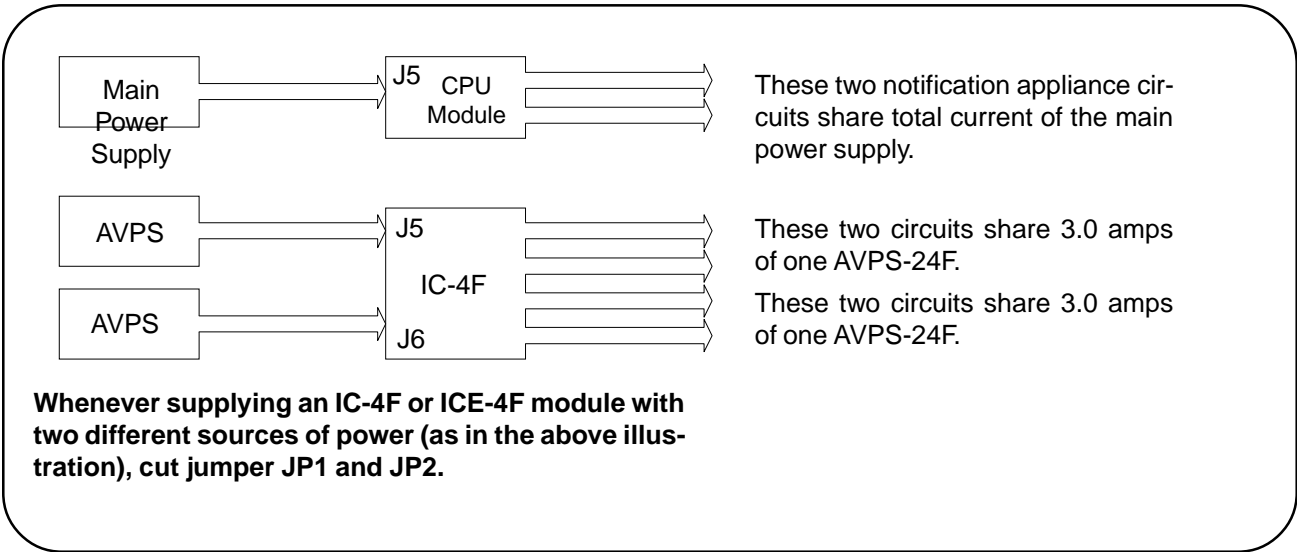 Main
Power
Supply
J5
CPU
Module
These two notification appliance cir-
cuits share total current of the main
power supply.
AVPS
J5
These two circuits share 3.0 amps
of one AVPS-24F.
IC-4F
AVPS
J6
These two circuits share 3.0 amps
of one AVPS-24F.
Whenever supplying an IC-4F or ICE-4F module with
two different sources of power (as in the above illus-
tration), cut jumper JP1 and JP2.